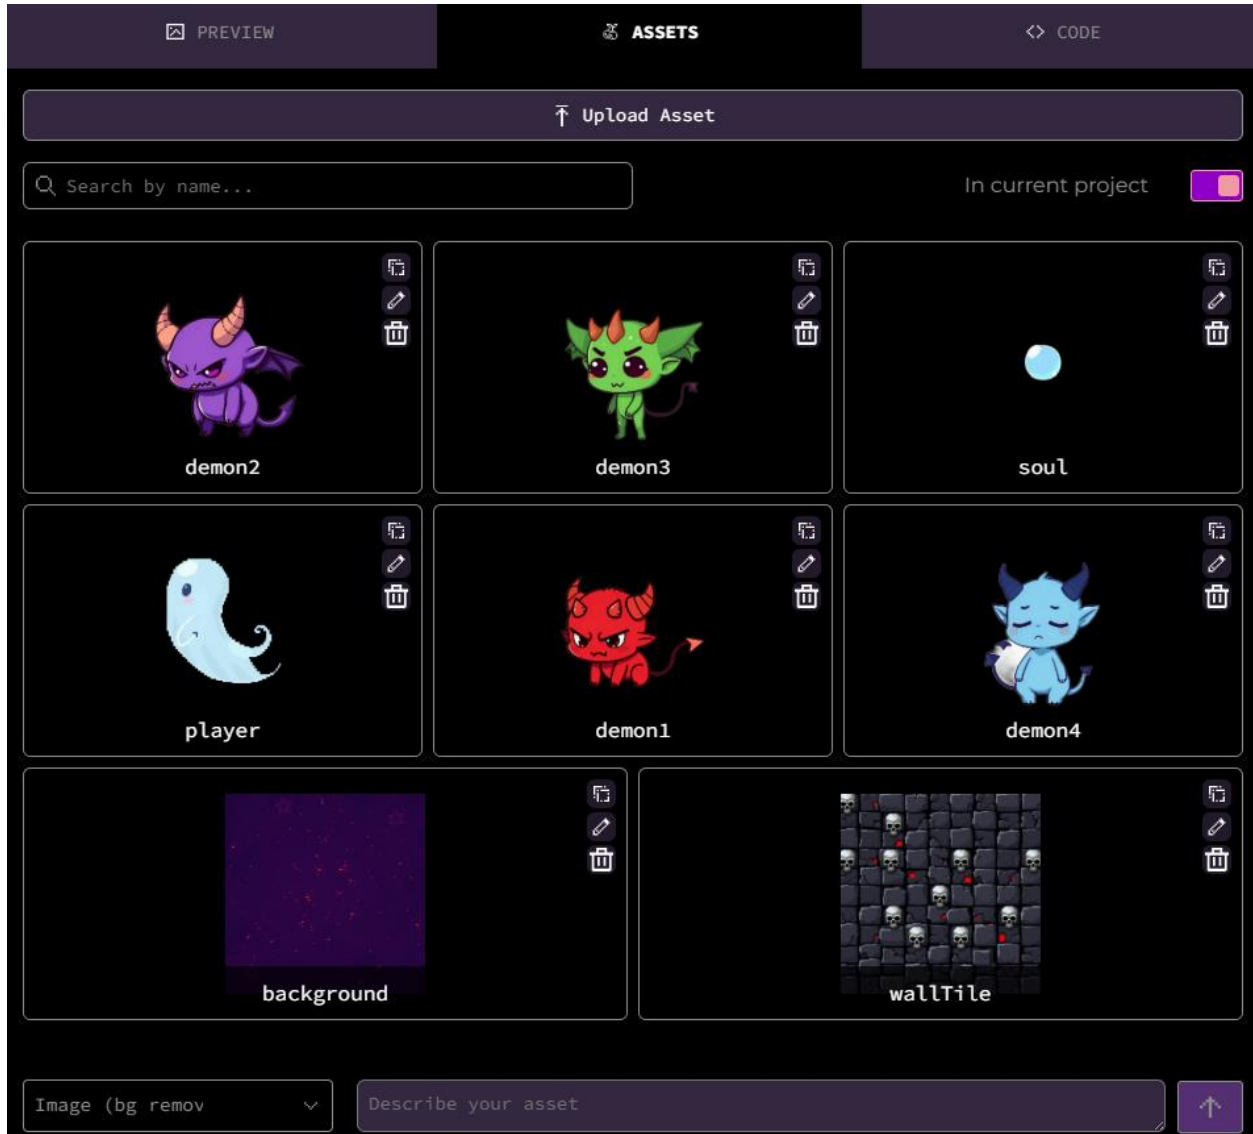 PREVIEW
ASSETS
<> CODE
Upload Asset
Search by name...
In current project
demon2
demon3
soul
player
demon1
demon4
background
wallTile
Image (bg remov
Describe your asset